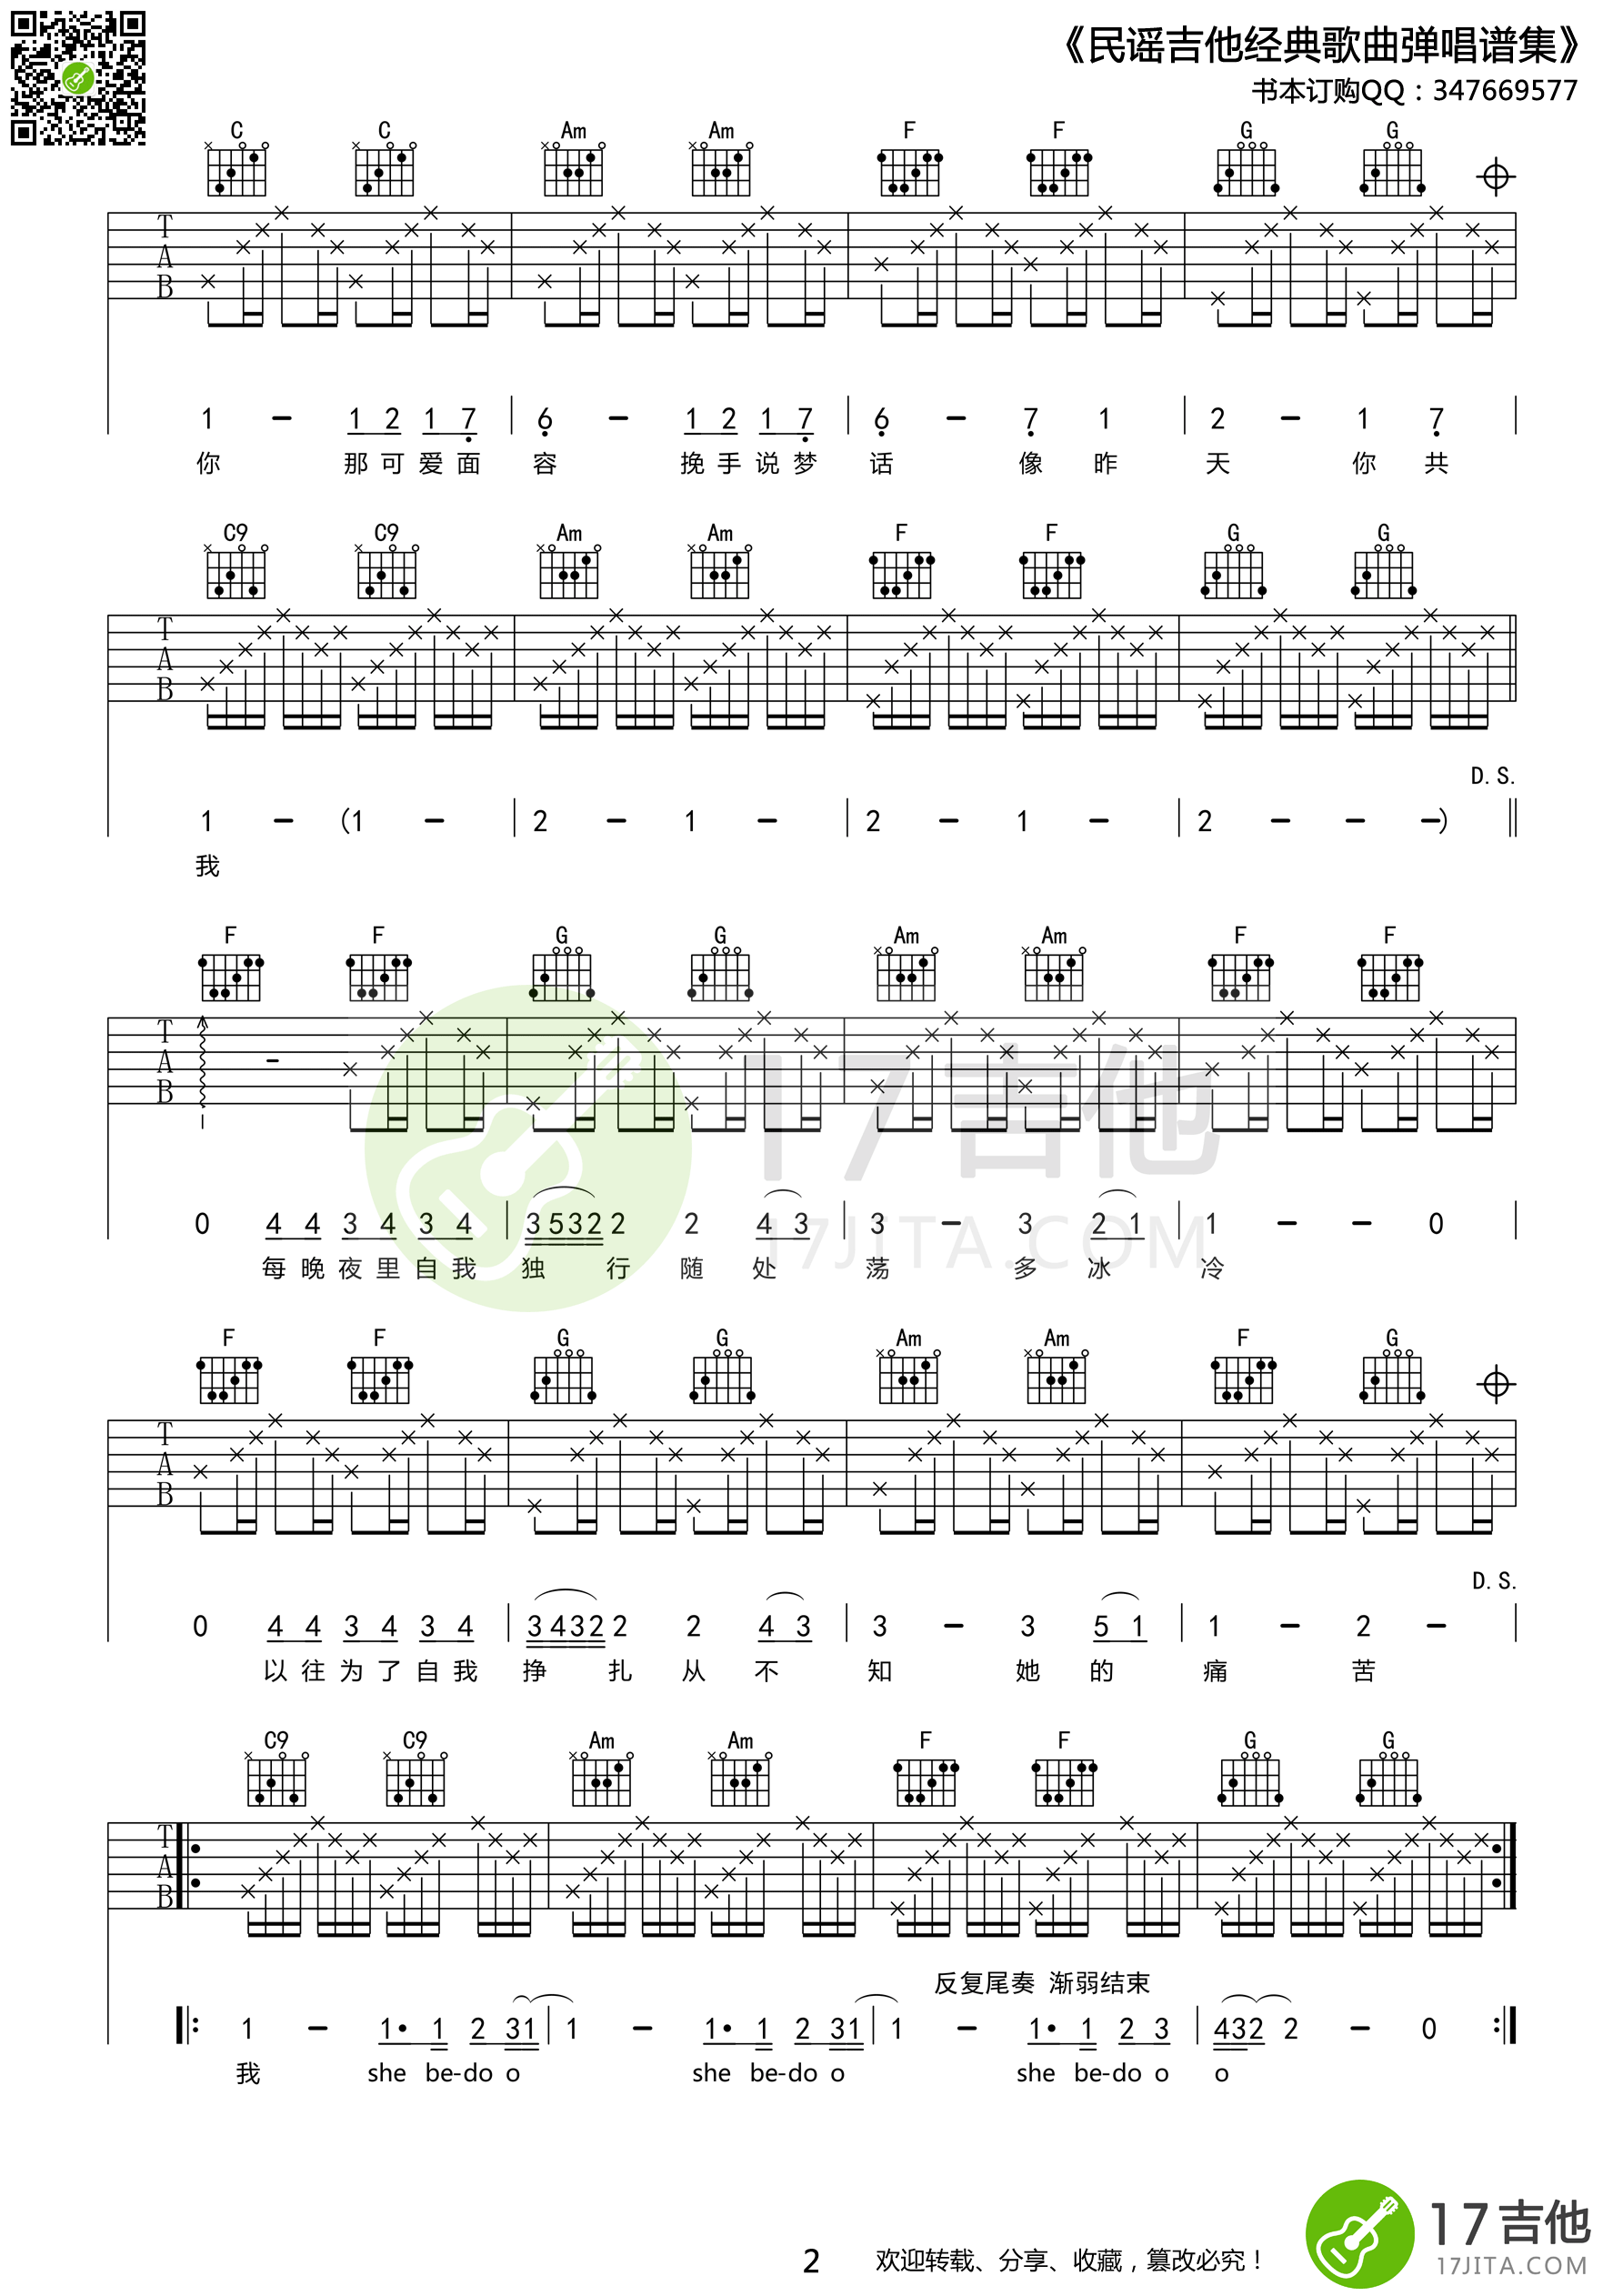 《民谣吉他经典歌曲弹唱谱集》
书本订购QQ：347669577
C C Am Am F F G G
T A B
1 - 1 2 1 7 | 6 - 1 2 1 7 | 6 - 7 1 | 2 - 1 7 |
你 那 可 爱 面 容 挽 手 说 梦 话 像 昨 天 你 共
C9 C9 Am Am F F G G
T A B
D. S.
1 - (1 - | 2 - 1 - | 2 - 1 - | 2 - - -) ||
我
F F G G Am Am F F
T A B
0 4 4 3 4 3 4 | 3 5 3 2 2 2 4 3 | 3 - 3 2 1 | 1 - - 0 |
每 晚 夜 里 自 我 独 行 随 处 荡 多 冰 冷
17吉他
17JITA.COM
F F G G Am Am F G
T A B
D. S.
0 4 4 3 4 3 4 | 3 4 3 2 2 2 4 3 | 3 - 3 5 1 | 1 - 2 - |
以 往 为 了 自 我 挣 扎 从 不 知 她 的 痛 苦
C9 C9 Am Am F F G G
T A B
反复尾奏 渐弱结束
|: 1 - 1· 1 2 3 1 | 1 - 1· 1 2 3 1 | 1 - 1· 1 2 3 | 4 3 2 2 - 0 :|
我 she be-do o she be-do o she be-do o o
2 欢迎转载、分享、收藏，篡改必究！
17吉他
17JITA.COM